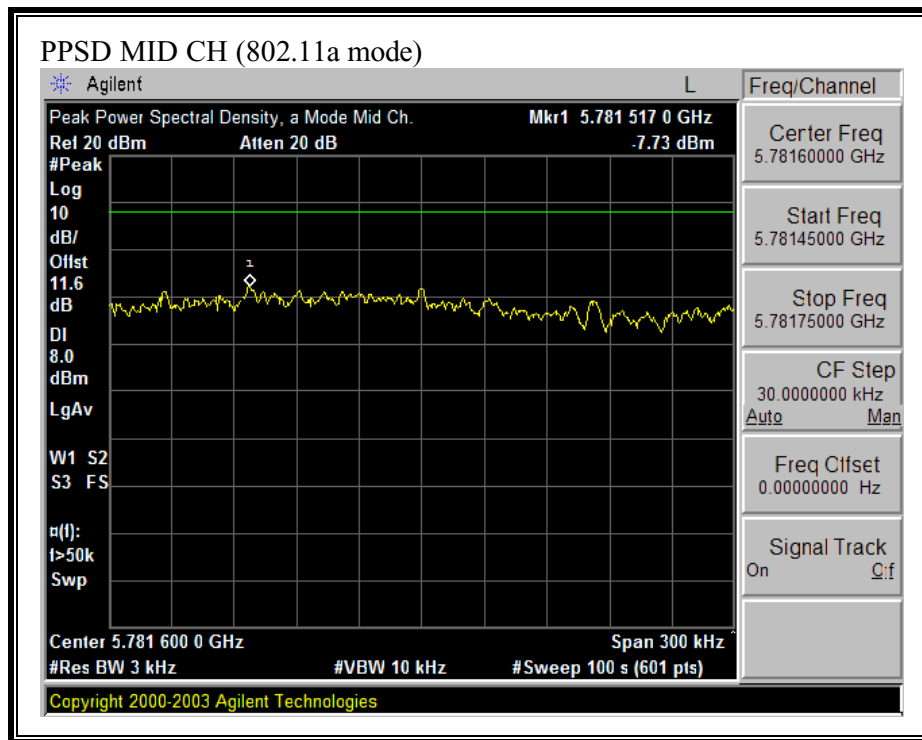 PPSD MID CH (802.11a mode)
Agilent L
Peak Power Spectral Density, a Mode Mid Ch. Mkr1 5.781 517 0 GHz
Ref 20 dBm Atten 20 dB -7.73 dBm
#Peak
Log
10
dB/
Offst
11.6
dB
DI
8.0
dBm
LgAv
W1 S2
S3 FS
¤(f):
f>50k
Swp
1
Center 5.781 600 0 GHz Span 300 kHz
#Res BW 3 kHz #VBW 10 kHz #Sweep 100 s (601 pts)
Copyright 2000-2003 Agilent Technologies
Freq/Channel
Center Freq
5.78160000 GHz
Start Freq
5.78145000 GHz
Stop Freq
5.78175000 GHz
CF Step
30.0000000 kHz
Auto Man
Freq Offset
0.00000000 Hz
Signal Track
On Off